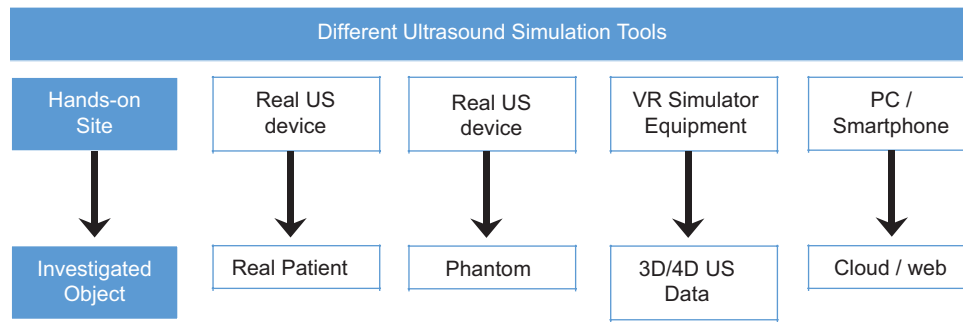 Different Ultrasound Simulation Tools
Hands-on
Site
Real US
device
Real US
device
VR Simulator
Equipment
PC /
Smartphone
Investigated
Object
Real Patient
Phantom
3D/4D US
Data
Cloud / web